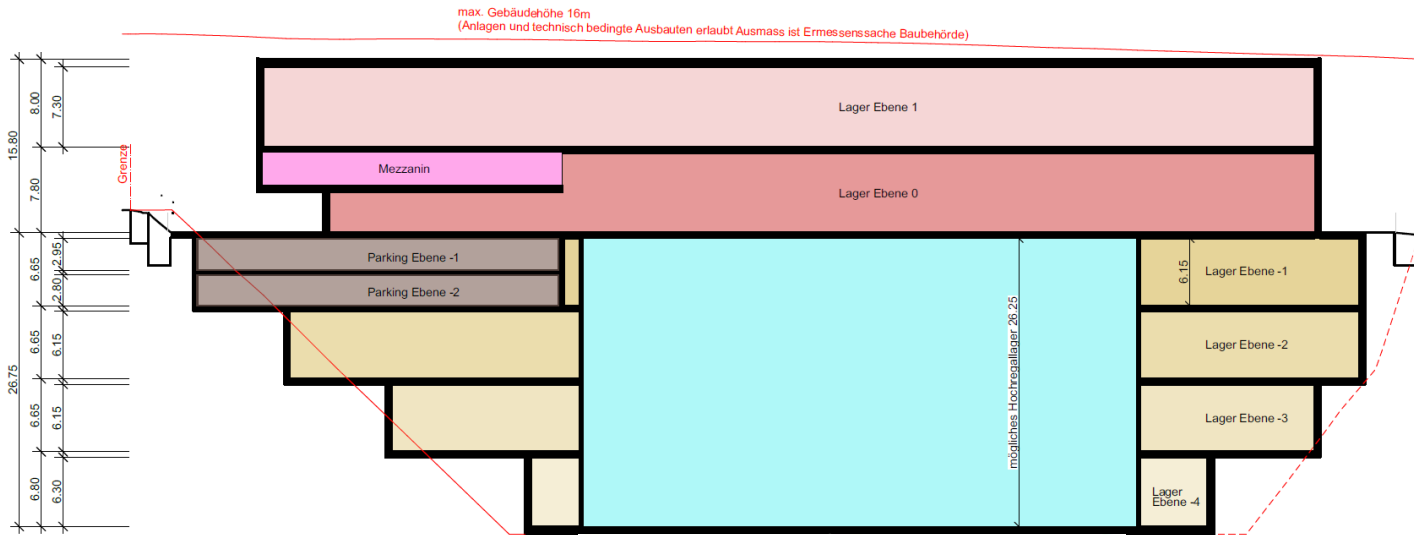 max. Gebäudehöhe 16m
(Anlagen und technisch bedingte Ausbauten erlaubt Ausmass ist Ermessenssache Baubehörde)
15.80
8.00
7.30
7.80
Grenze
Lager Ebene 1
Mezzanin
Lager Ebene 0
26.75
6.65
2.95
2.80
6.65
6.15
6.65
6.15
6.80
6.30
Parking Ebene -1
Parking Ebene -2
mögliches Hochregallager 26.25
6.15
Lager Ebene -1
Lager Ebene -2
Lager Ebene -3
Lager
Ebene -4